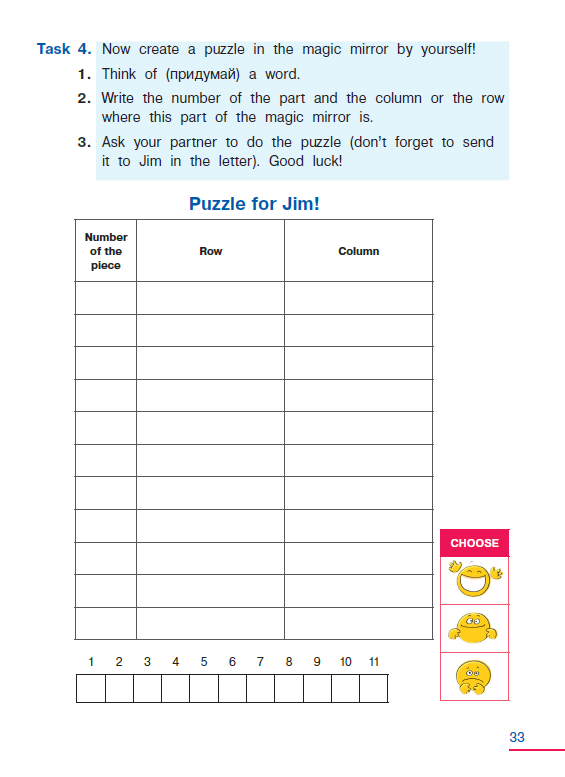 Task 4. Now create a puzzle in the magic mirror by yourself!
1. Think of (придумай) a word.
2. Write the number of the part and the column or the row
where this part of the magic mirror is.
3. Ask your partner to do the puzzle (don't forget to send
it to Jim in the letter). Good luck!
Puzzle for Jim!
Number
of the
piece
Row
Column
CHOOSE
1 2 3 4 5 6 7 8 9 10 11
33